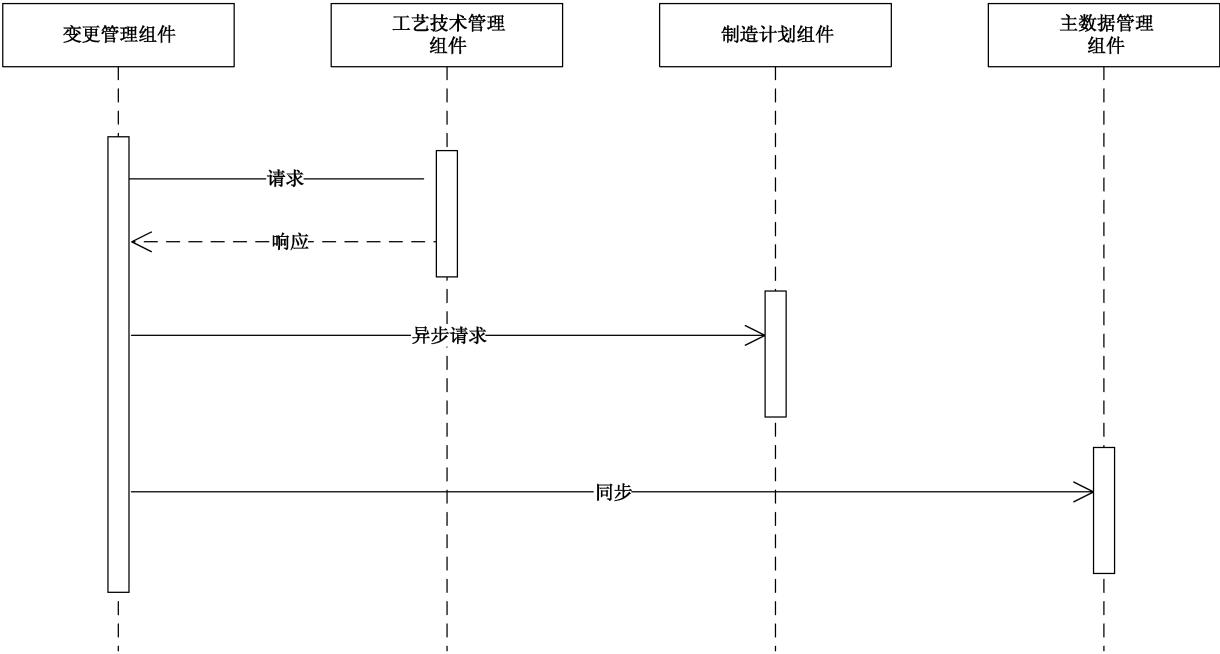 变更管理组件
工艺技术管理
组件
制造计划组件
主数据管理
组件
请求
响应
异步请求
同步